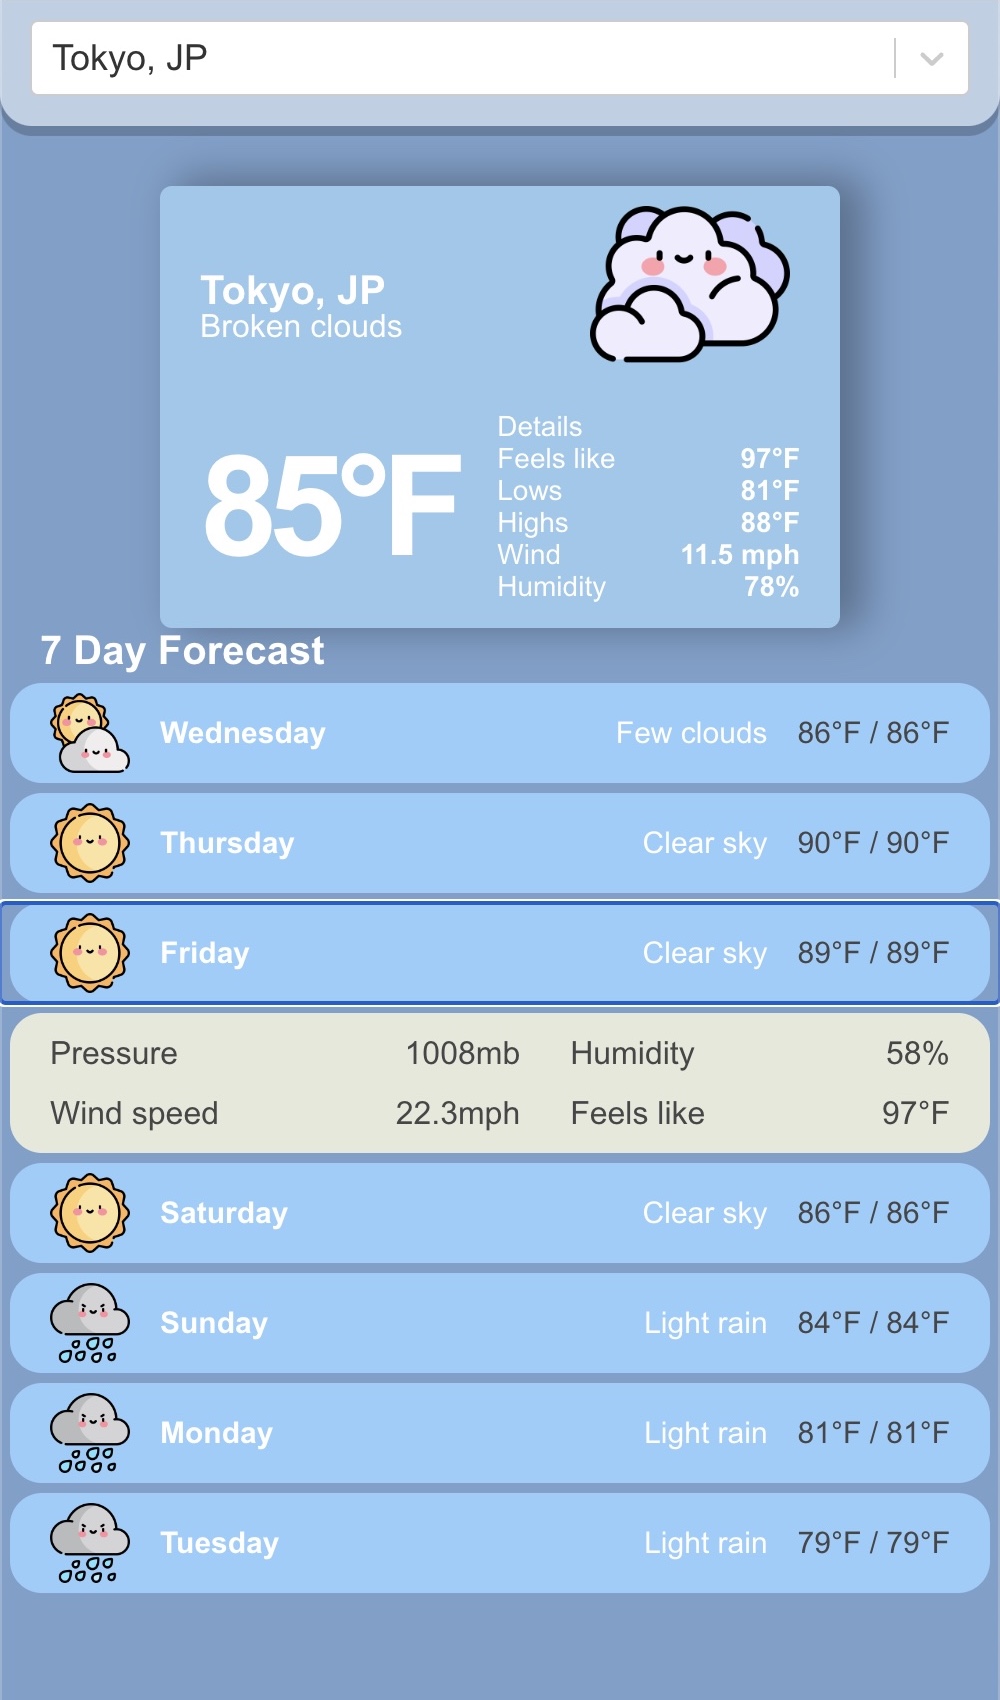 Tokyo, JP
Tokyo, JP
Broken clouds
85°F
Details
Feels like 97°F
Lows 81°F
Highs 88°F
Wind 11.5 mph
Humidity 78%
7 Day Forecast
Wednesday Few clouds 86°F / 86°F
Thursday Clear sky 90°F / 90°F
Friday Clear sky 89°F / 89°F
Pressure 1008mb Humidity 58%
Wind speed 22.3mph Feels like 97°F
Saturday Clear sky 86°F / 86°F
Sunday Light rain 84°F / 84°F
Monday Light rain 81°F / 81°F
Tuesday Light rain 79°F / 79°F